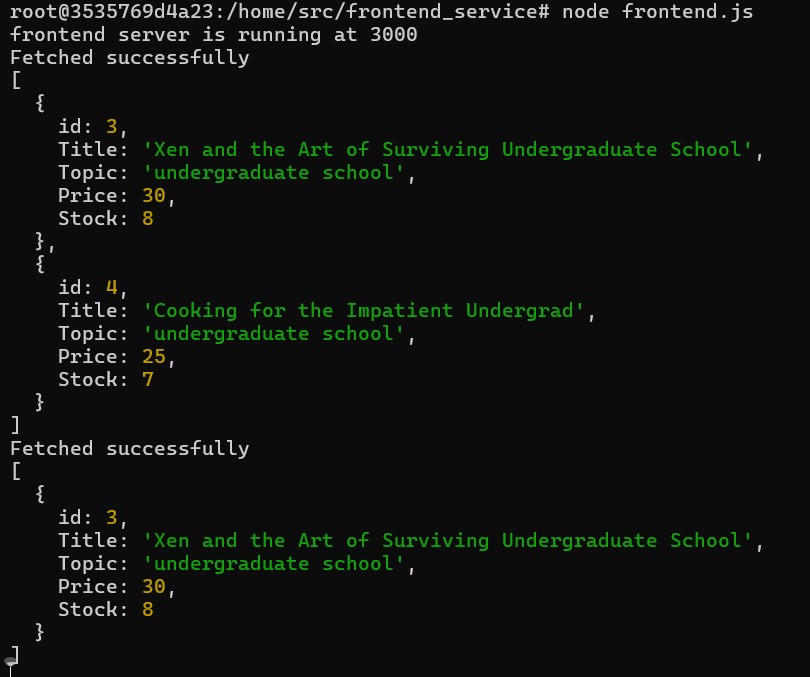 root@3535769d4a23:/home/src/frontend_service# node frontend.js
frontend server is running at 3000
Fetched successfully
[
  {
    id: 3,
    Title: 'Xen and the Art of Surviving Undergraduate School',
    Topic: 'undergraduate school',
    Price: 30,
    Stock: 8
  },
  {
    id: 4,
    Title: 'Cooking for the Impatient Undergrad',
    Topic: 'undergraduate school',
    Price: 25,
    Stock: 7
  }
]
Fetched successfully
[
  {
    id: 3,
    Title: 'Xen and the Art of Surviving Undergraduate School',
    Topic: 'undergraduate school',
    Price: 30,
    Stock: 8
  }
]